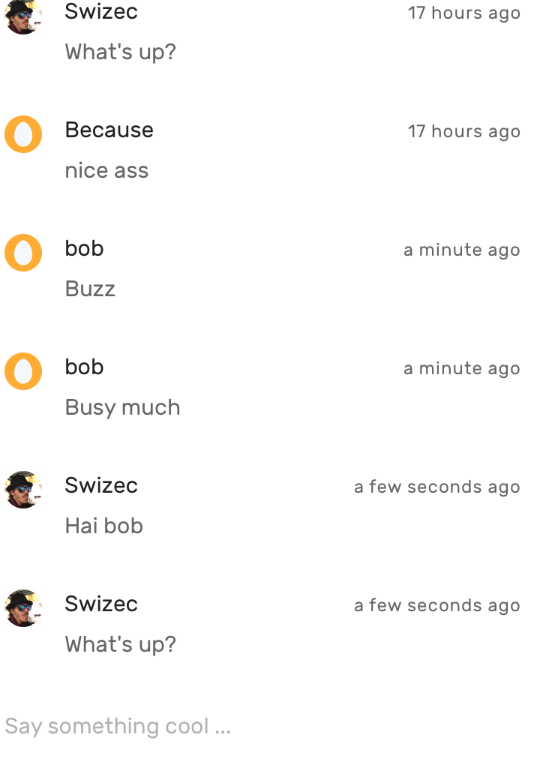 Swizec 17 hours ago
What's up?
Because 17 hours ago
nice ass
bob a minute ago
Buzz
bob a minute ago
Busy much
Swizec a few seconds ago
Hai bob
Swizec a few seconds ago
What's up?
Say something cool ...